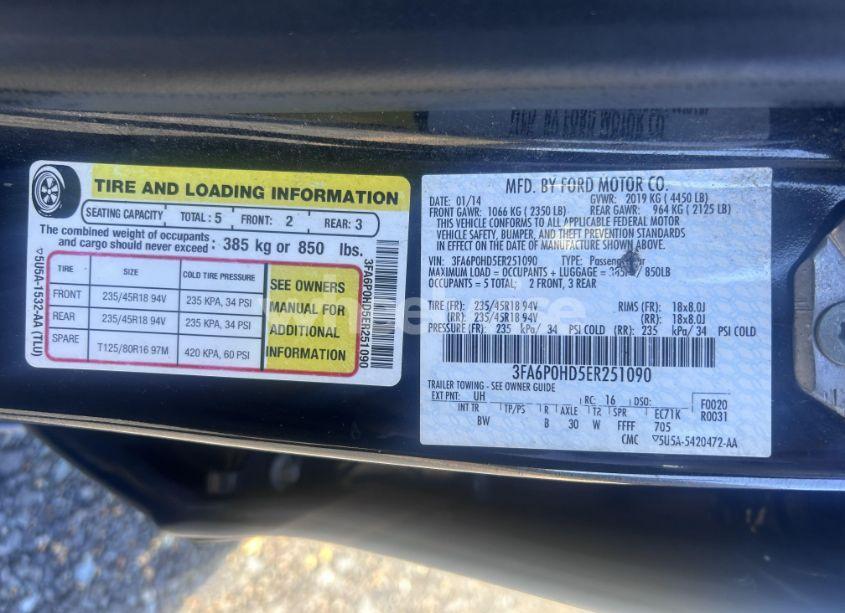 TIRE AND LOADING INFORMATION
SEATING CAPACITY TOTAL : 5 FRONT: 2 REAR: 3
The combined weight of occupants
and cargo should never exceed : 385 kg or 850 lbs.
TIRE SIZE COLD TIRE PRESSURE
FRONT 235/45R18 94V 235 KPA, 34 PSI
REAR 235/45R18 94V 235 KPA, 34 PSI
SPARE T125/80R16 97M 420 KPA, 60 PSI
SEE OWNERS
MANUAL FOR
ADDITIONAL
INFORMATION
5U5A-1532-AA (TLU)
3FA6P0HD5ER251090
MFD. BY FORD MOTOR CO.
DATE: 01/14 GVWR: 2019 KG ( 4450 LB)
FRONT GAWR: 1066 KG ( 2350 LB) REAR GAWR: 964 KG ( 2125 LB)
THIS VEHICLE CONFORMS TO ALL APPLICABLE FEDERAL MOTOR
VEHICLE SAFETY, BUMPER, AND THEFT PREVENTION STANDARDS
IN EFFECT ON THE DATE OF MANUFACTURE SHOWN ABOVE.
VIN: 3FA6P0HD5ER251090 TYPE:
MAXIMUM LOAD = OCCUPANTS + LUGGAGE = / 850LB
OCCUPANTS = 5 TOTAL; 2 FRONT, 3 REAR
TIRE (FR): 235/45R18 94V RIMS (FR): 18x8.0J
(RR): 235/45R18 94V (RR): 18x8.0J
PRESSURE (FR): 235 kPa/ 34 PSI COLD (RR): 235 kPa/ 34 PSI COLD
3FA6P0HD5ER251090
TRAILER TOWING - SEE OWNER GUIDE
EXT PNT: UH RC: 16 DSO: F0020
INT TR TP/PS R AXLE TR SPR EC71K R0031
BW B 30 W FFFF 705
CMC 5U5A-5420472-AA